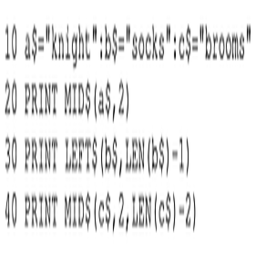 10 a$="knight":b$="socks":c$="brooms"
20 PRINT MID$(a$,2)
30 PRINT LEFT$(b$,LEN(b$)-1)
40 PRINT MID$(c$,2,LEN(c$)-2)